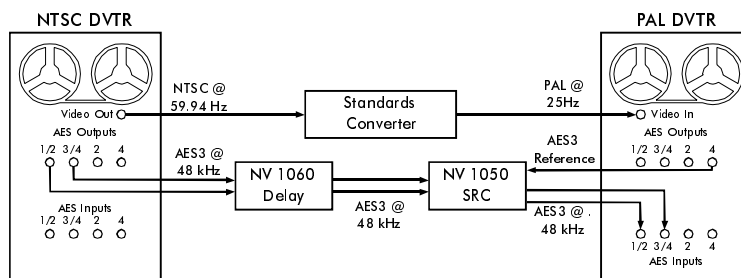 NTSC DVTR
PAL DVTR
NTSC @
59.94 Hz
PAL @
25Hz
Video Out
Standards
Converter
Video In
AES Outputs
1/2 3/4 2 4
AES Outputs
1/2 3/4 2 4
AES3
Reference
AES3 @
48 kHz
NV 1060
Delay
NV 1050
SRC
AES3 @
48 kHz
AES3 @ .
48 kHz
AES Inputs
1/2 3/4 2 4
1/2 3/4 2 4
AES Inputs